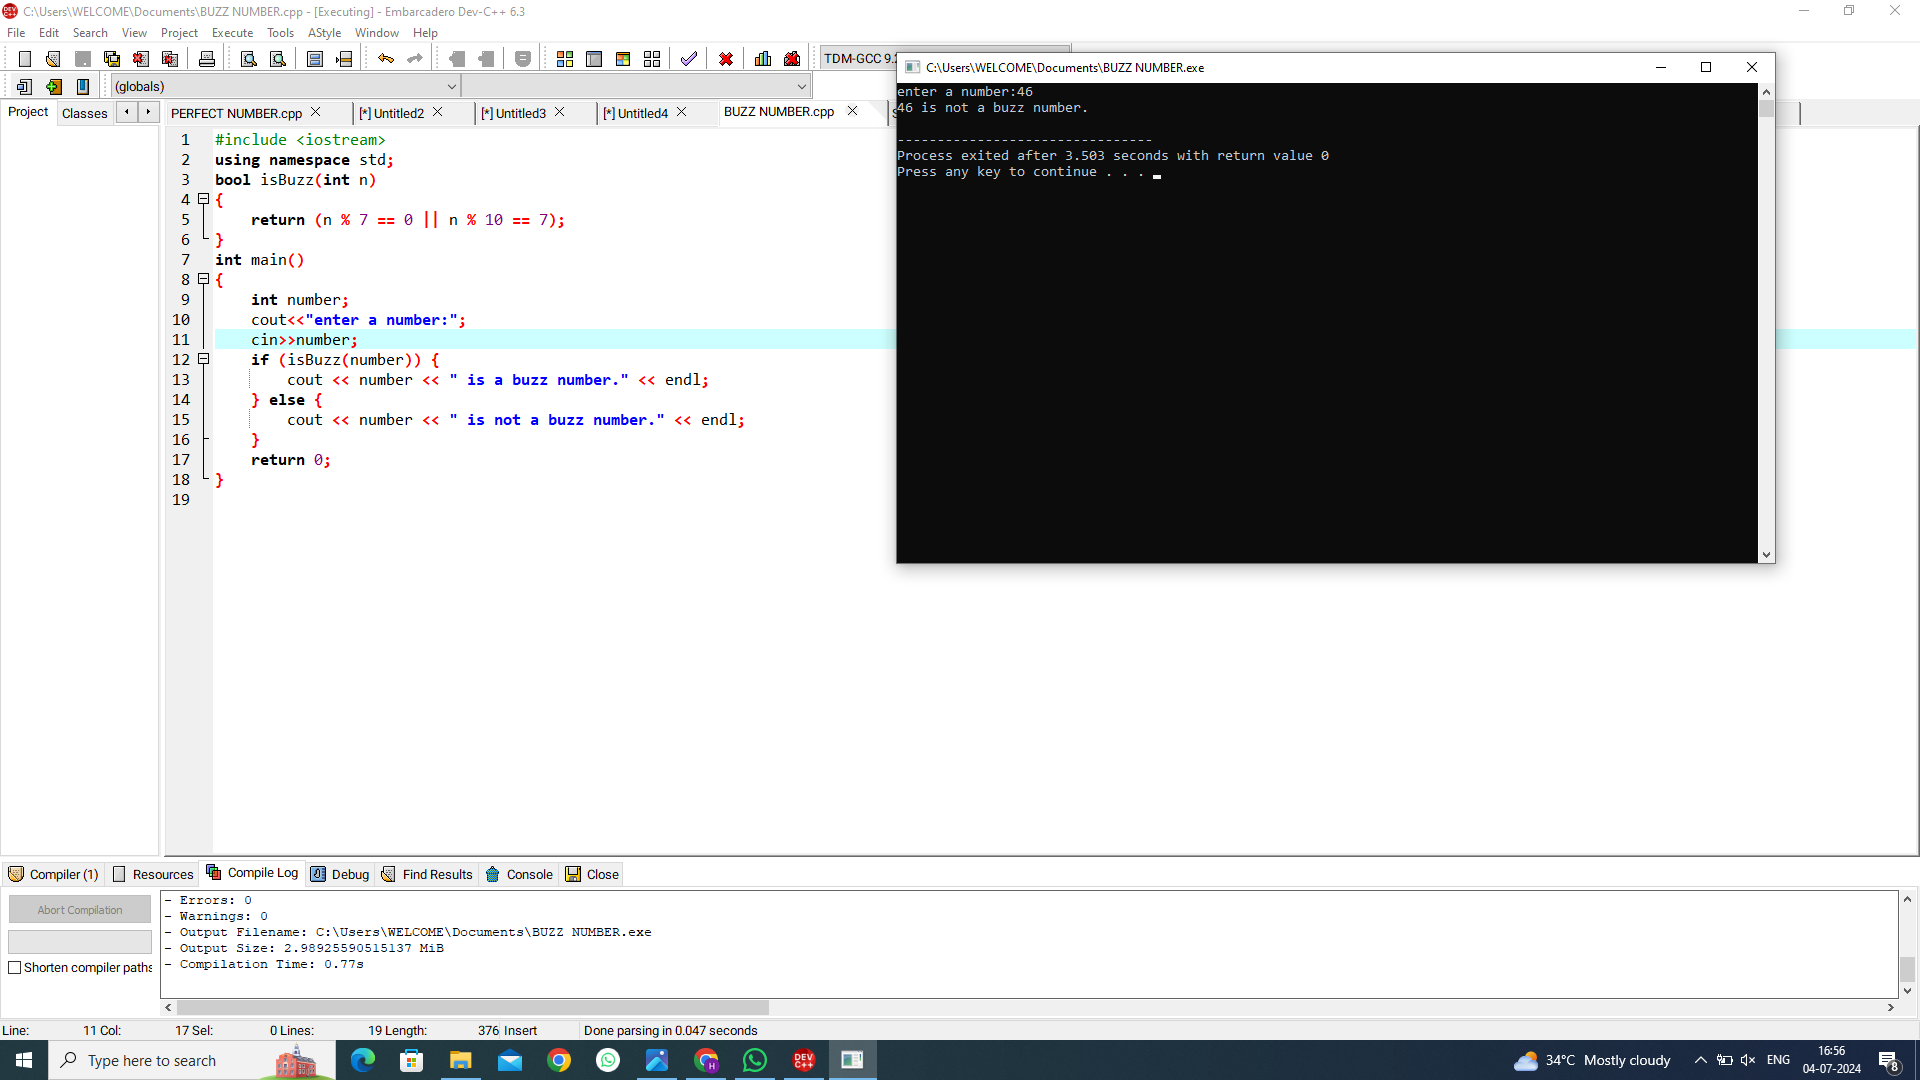 C:\Users\WELCOME\Documents\BUZZ NUMBER.cpp - [Executing] - Embarcadero Dev-C++ 6.3
File Edit Search View Project Execute Tools AStyle Window Help
TDM-GCC 9.
(globals)
Project Classes
PERFECT NUMBER.cpp [*] Untitled2 [*] Untitled3 [*] Untitled4 BUZZ NUMBER.cpp
1 #include <iostream>
2 using namespace std;
3 bool isBuzz(int n)
4 {
5 return (n % 7 == 0 || n % 10 == 7);
6 }
7 int main()
8 {
9 int number;
10 cout<<"enter a number:";
11 cin>>number;
12 if (isBuzz(number)) {
13 cout << number << " is a buzz number." << endl;
14 } else {
15 cout << number << " is not a buzz number." << endl;
16 }
17 return 0;
18 }
19
C:\Users\WELCOME\Documents\BUZZ NUMBER.exe
enter a number:46
46 is not a buzz number.
--------------------------------
Process exited after 3.503 seconds with return value 0
Press any key to continue . . .
Compiler (1) Resources Compile Log Debug Find Results Console Close
Abort Compilation
Shorten compiler paths
- Errors: 0
- Warnings: 0
- Output Filename: C:\Users\WELCOME\Documents\BUZZ NUMBER.exe
- Output Size: 2.98925590515137 MiB
- Compilation Time: 0.77s
Line: 11 Col: 17 Sel: 0 Lines: 19 Length: 376 Insert Done parsing in 0.047 seconds
Type here to search
DEV C++
H
34°C Mostly cloudy
ENG
16:56
04-07-2024
8